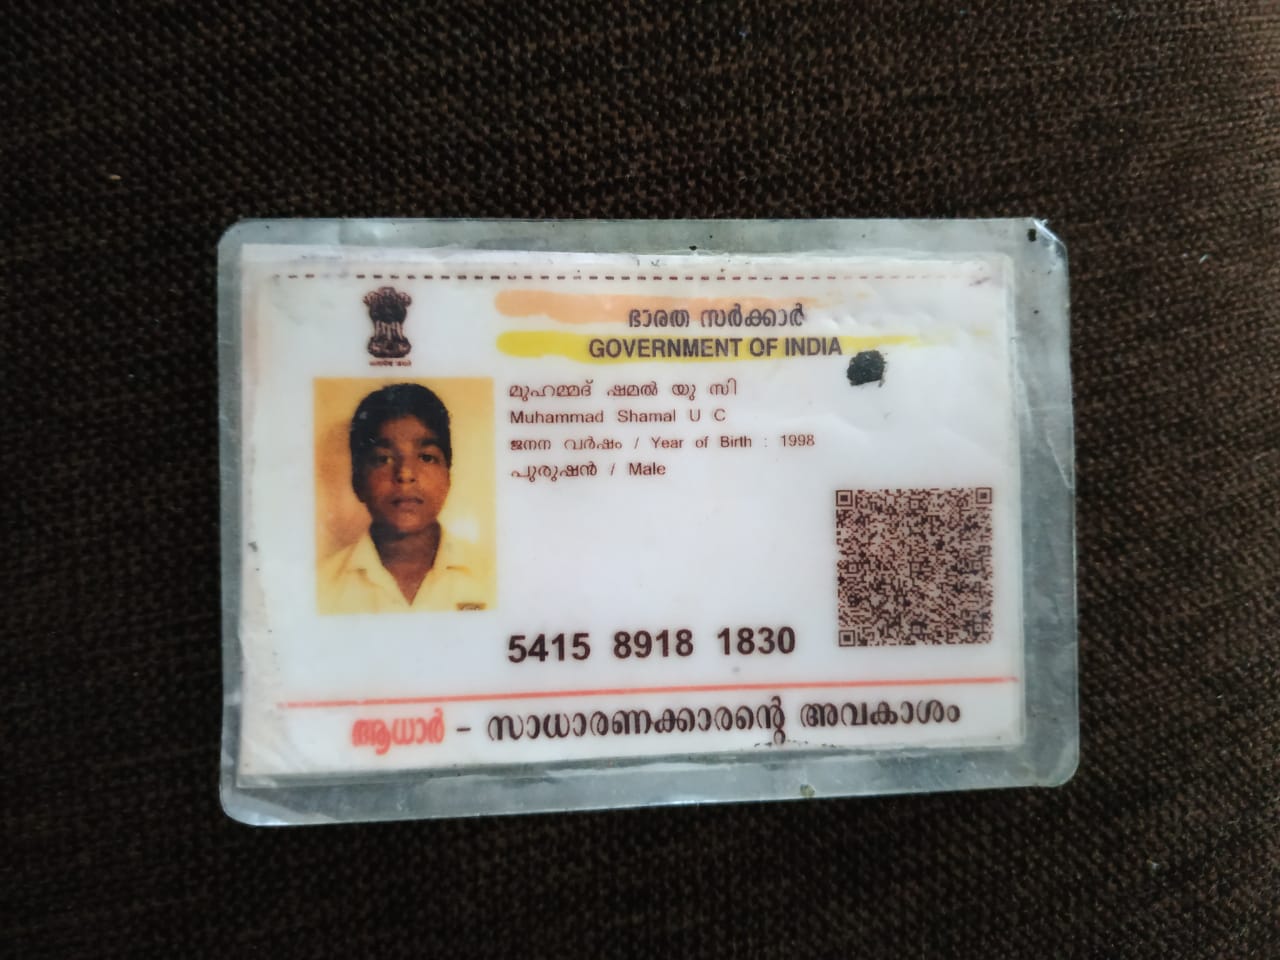 ഭാരത സർക്കാർ
GOVERNMENT OF INDIA
മുഹമ്മദ് ഷമൽ യു സി
Muhammad Shamal U C
ജനന വർഷം / Year of Birth : 1998
പുരുഷൻ / Male
5415 8918 1830
ആധാർ - സാധാരണക്കാരന്റെ അവകാശം